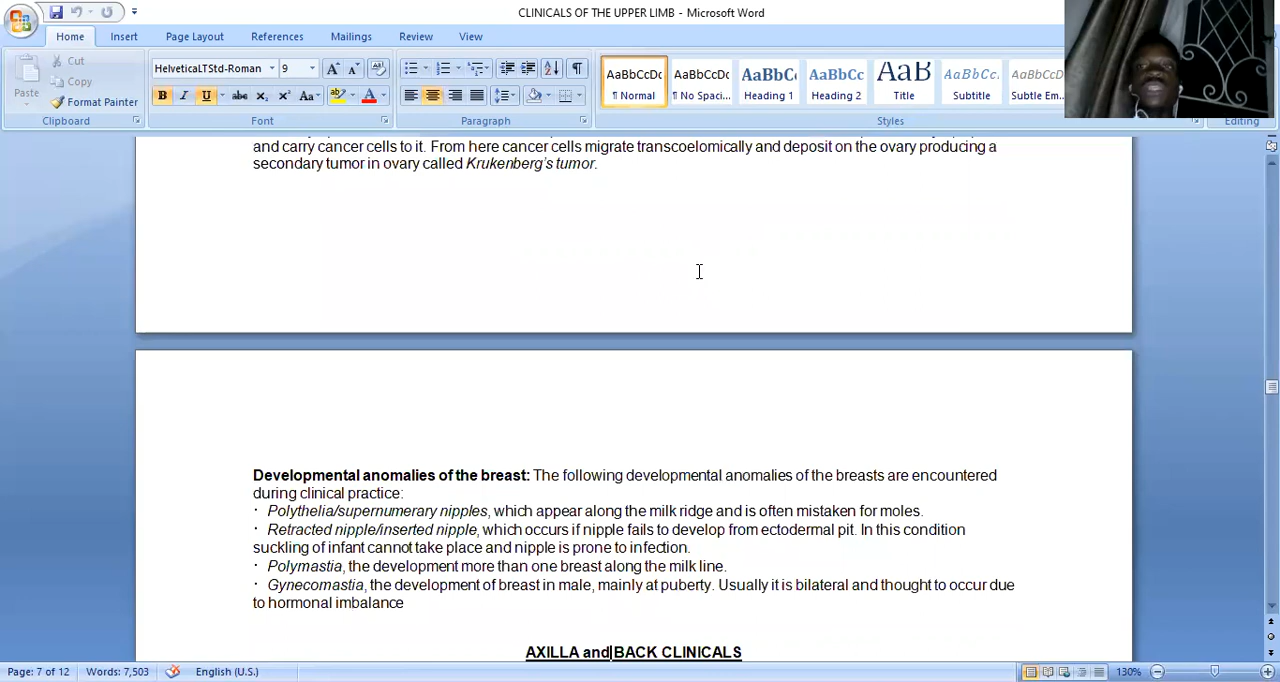 CLINICALS OF THE UPPER LIMB - Microsoft Word
Home Insert Page Layout References Mailings Review View
Paste Cut Copy Format Painter
HelveticaLTStd-Roman 9
AaBbCcDc AaBbCcDc AaBbC AaBbCc AaB AaBbCc. AaBbCcD
¶ Normal ¶ No Spaci... Heading 1 Heading 2 Title Subtitle Subtle Em...
Clipboard Font Paragraph Styles Editing
and carry cancer cells to it. From here cancer cells migrate transcoelomically and deposit on the ovary producing a
secondary tumor in ovary called Krukenberg's tumor.
Developmental anomalies of the breast: The following developmental anomalies of the breasts are encountered
during clinical practice:
· Polythelia/supernumerary nipples, which appear along the milk ridge and is often mistaken for moles.
· Retracted nipple/inserted nipple, which occurs if nipple fails to develop from ectodermal pit. In this condition
suckling of infant cannot take place and nipple is prone to infection.
· Polymastia, the development more than one breast along the milk line.
· Gynecomastia, the development of breast in male, mainly at puberty. Usually it is bilateral and thought to occur due
to hormonal imbalance
AXILLA and BACK CLINICALS
Page: 7 of 12 Words: 7,503 English (U.S.) 130%